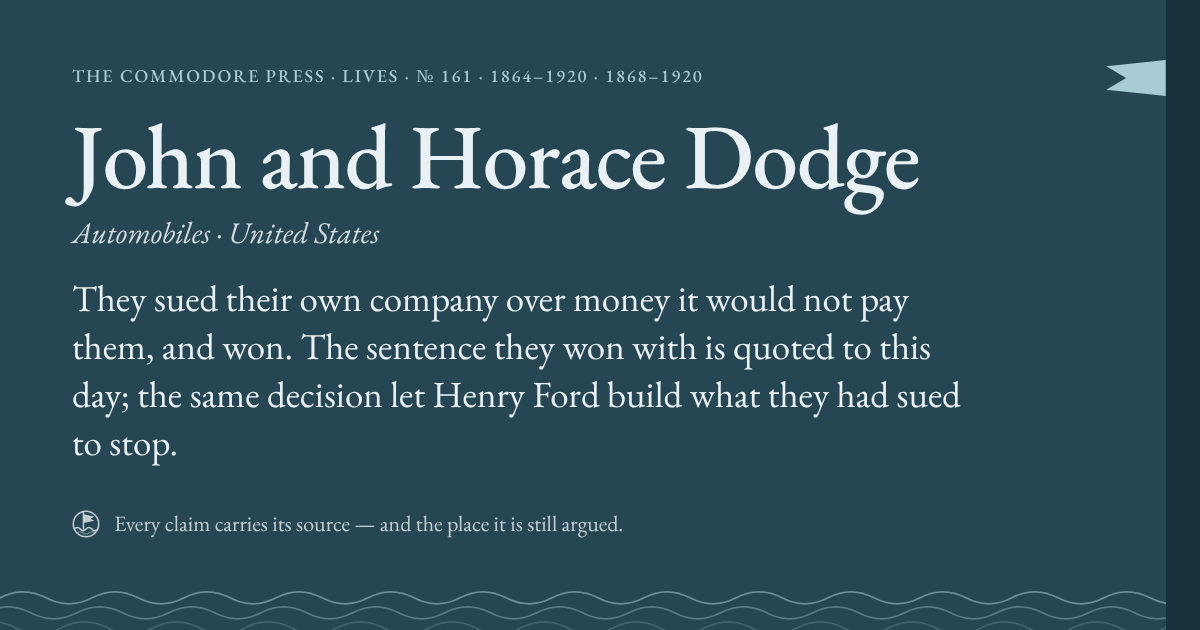 THE COMMODORE PRESS · LIVES · № 161 · 1864–1920 · 1868–1920
John and Horace Dodge
Automobiles · United States
They sued their own company over money it would not pay
them, and won. The sentence they won with is quoted to this
day; the same decision let Henry Ford build what they had sued
to stop.
Every claim carries its source — and the place it is still argued.